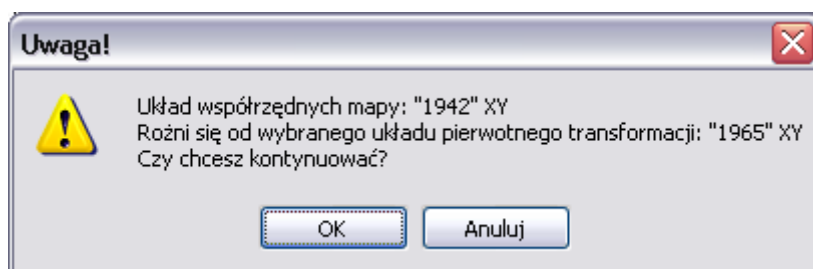 Uwaga!
Układ współrzędnych mapy: "1942" XY
Rożni się od wybranego układu pierwotnego transformacji: "1965" XY
Czy chcesz kontynuować?
OK
Anuluj